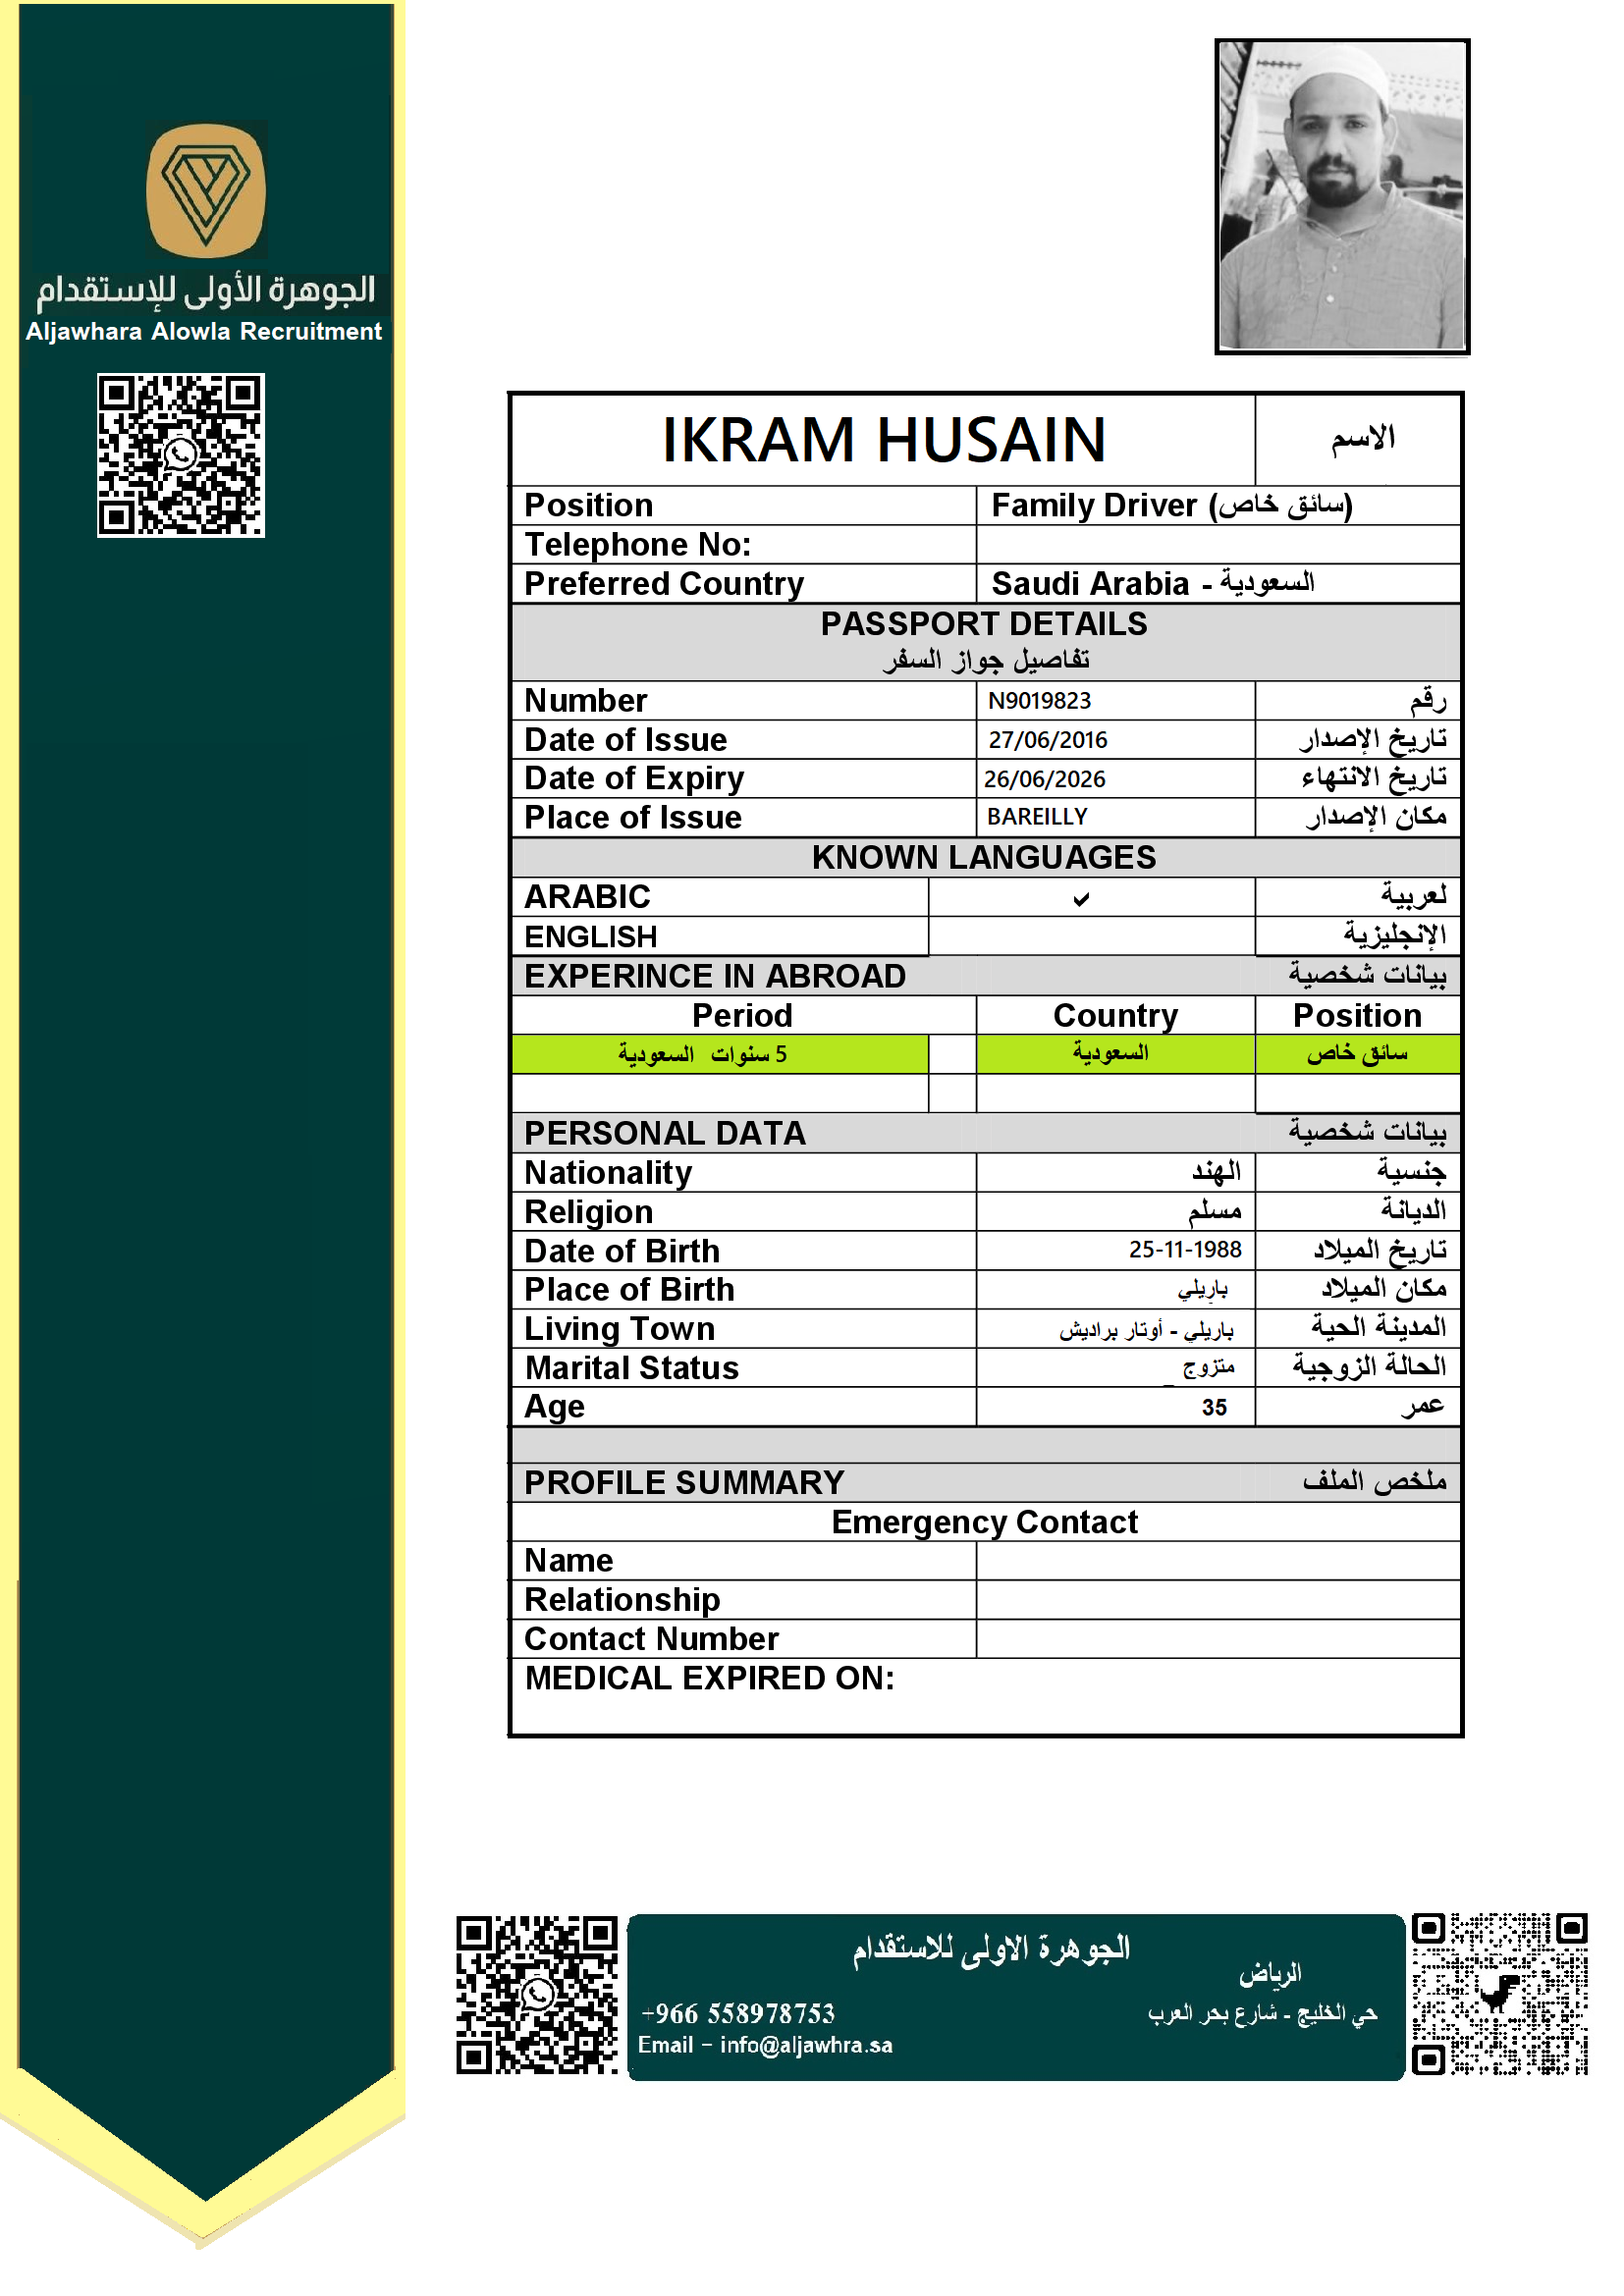 الجوهرة الأولى للإستقدام
Aljawhara Alowla Recruitment
IKRAM HUSAIN الاسم
Position Family Driver (سائق خاص)
Telephone No:
Preferred Country Saudi Arabia - السعودية
PASSPORT DETAILS
تفاصيل جواز السفر
Number N9019823 رقم
Date of Issue 27/06/2016 تاريخ الإصدار
Date of Expiry 26/06/2026 تاريخ الانتهاء
Place of Issue BAREILLY مكان الإصدار
KNOWN LANGUAGES
ARABIC لعربية
ENGLISH الإنجليزية
EXPERINCE IN ABROAD بيانات شخصية
Period Country Position
5 سنوات السعودية السعودية سائق خاص
PERSONAL DATA بيانات شخصية
Nationality الهند جنسية
Religion مسلم الديانة
Date of Birth 25-11-1988 تاريخ الميلاد
Place of Birth باريلي مكان الميلاد
Living Town باريلي - أوتار براديش المدينة الحية
Marital Status متزوج الحالة الزوجية
Age 35 عمر
PROFILE SUMMARY ملخص الملف
Emergency Contact
Name
Relationship
Contact Number
MEDICAL EXPIRED ON:
الجوهرة الاولى للاستقدام
الرياض
+966 558978753 حي الخليج - شارع بحر العرب
Email - info@aljawhra.sa